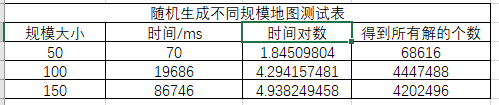 随机生成不同规模地图测试表
规模大小 时间/ms 时间对数 得到所有解的个数
50 70 1.84509804 68616
100 19686 4.294157481 4447488
150 86746 4.938249458 4202496